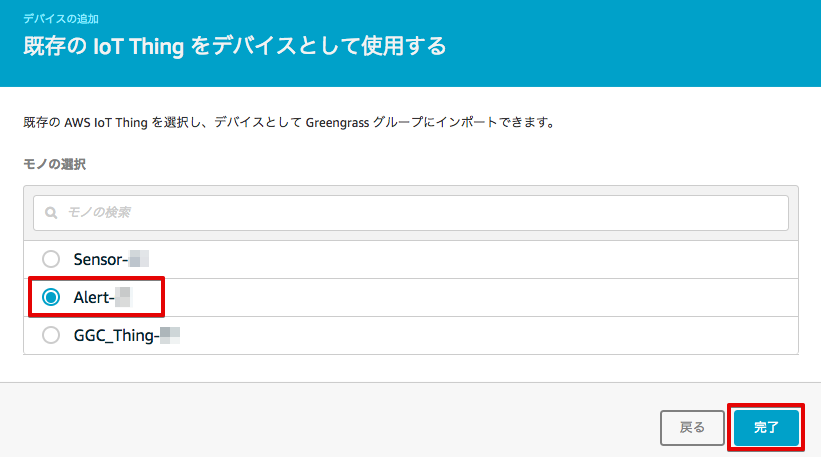 デバイスの追加
既存の IoT Thing をデバイスとして使用する
既存の AWS IoT Thing を選択し、デバイスとして Greengrass グループにインポートできます。
モノの選択
モノの検索
Sensor-
Alert-
GGC_Thing-
戻る
完了